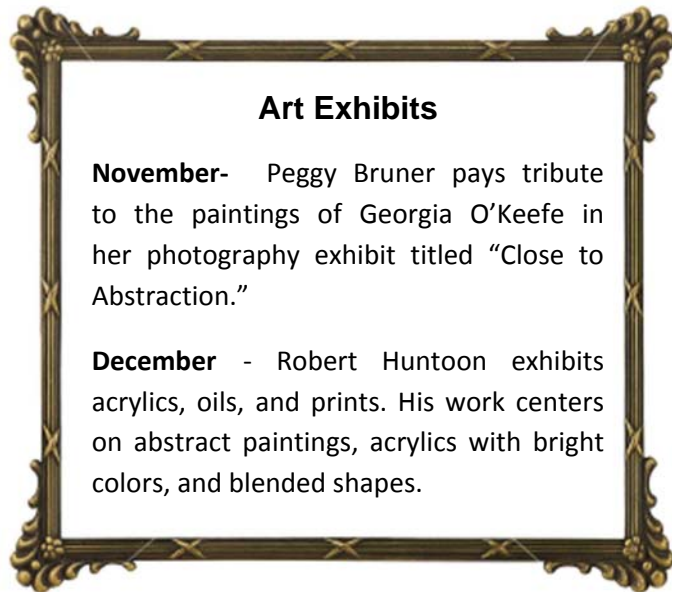 Art Exhibits
November- Peggy Bruner pays tribute
to the paintings of Georgia O’Keefe in
her photography exhibit titled “Close to
Abstraction.”
December - Robert Huntoon exhibits
acrylics, oils, and prints. His work centers
on abstract paintings, acrylics with bright
colors, and blended shapes.